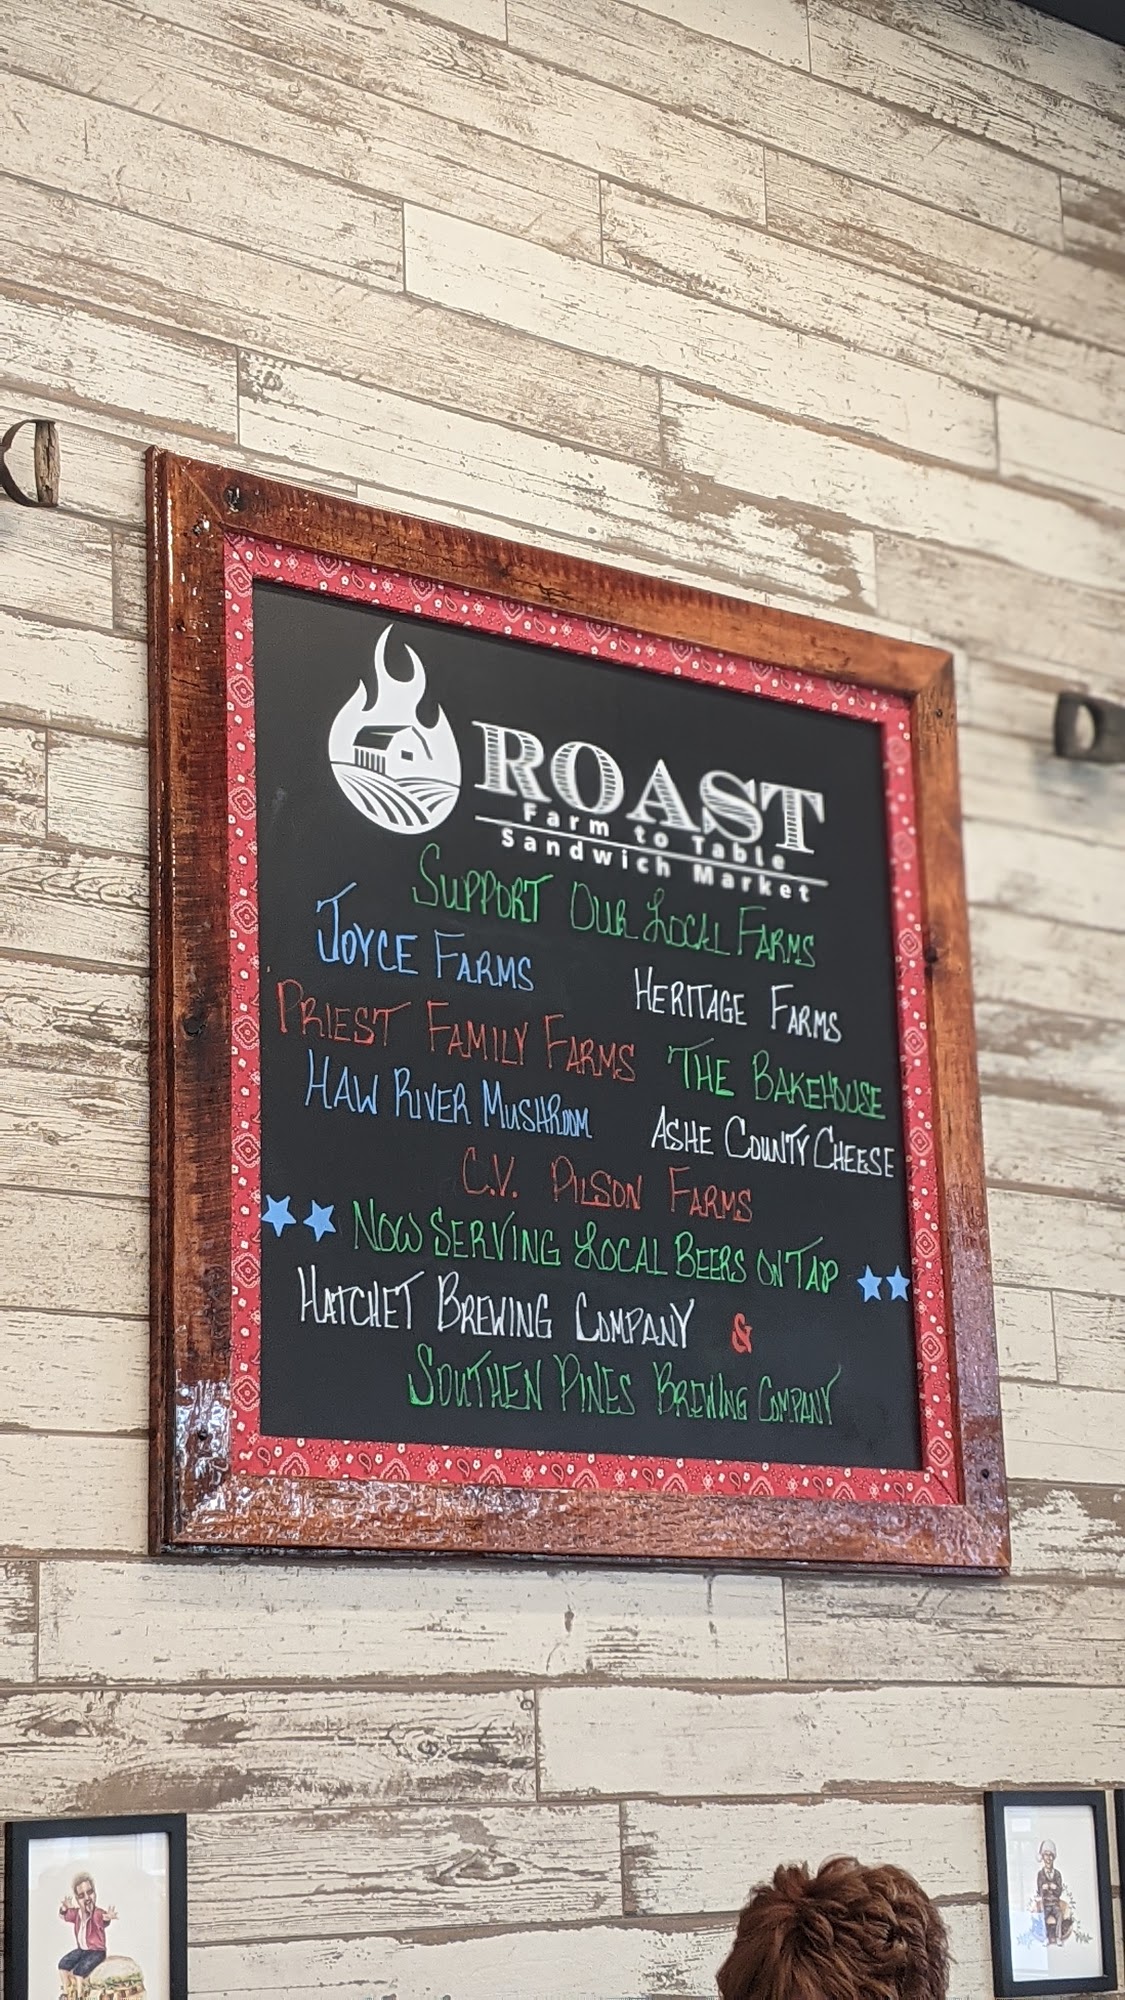 ROAST
Farm to Table
Sandwich Market
SUPPORT OUR LOCAL FARMS
JOYCE FARMS
HERITAGE FARMS
PRIEST FAMILY FARMS
THE BAKEHOUSE
HAW RIVER MUSHROOM
ASHE COUNTY CHEESE
C.V. PILSON FARMS
NOW SERVING LOCAL BEERS ON TAP
HATCHET BREWING COMPANY &
SOUTHEN PINES BREWING COMPANY